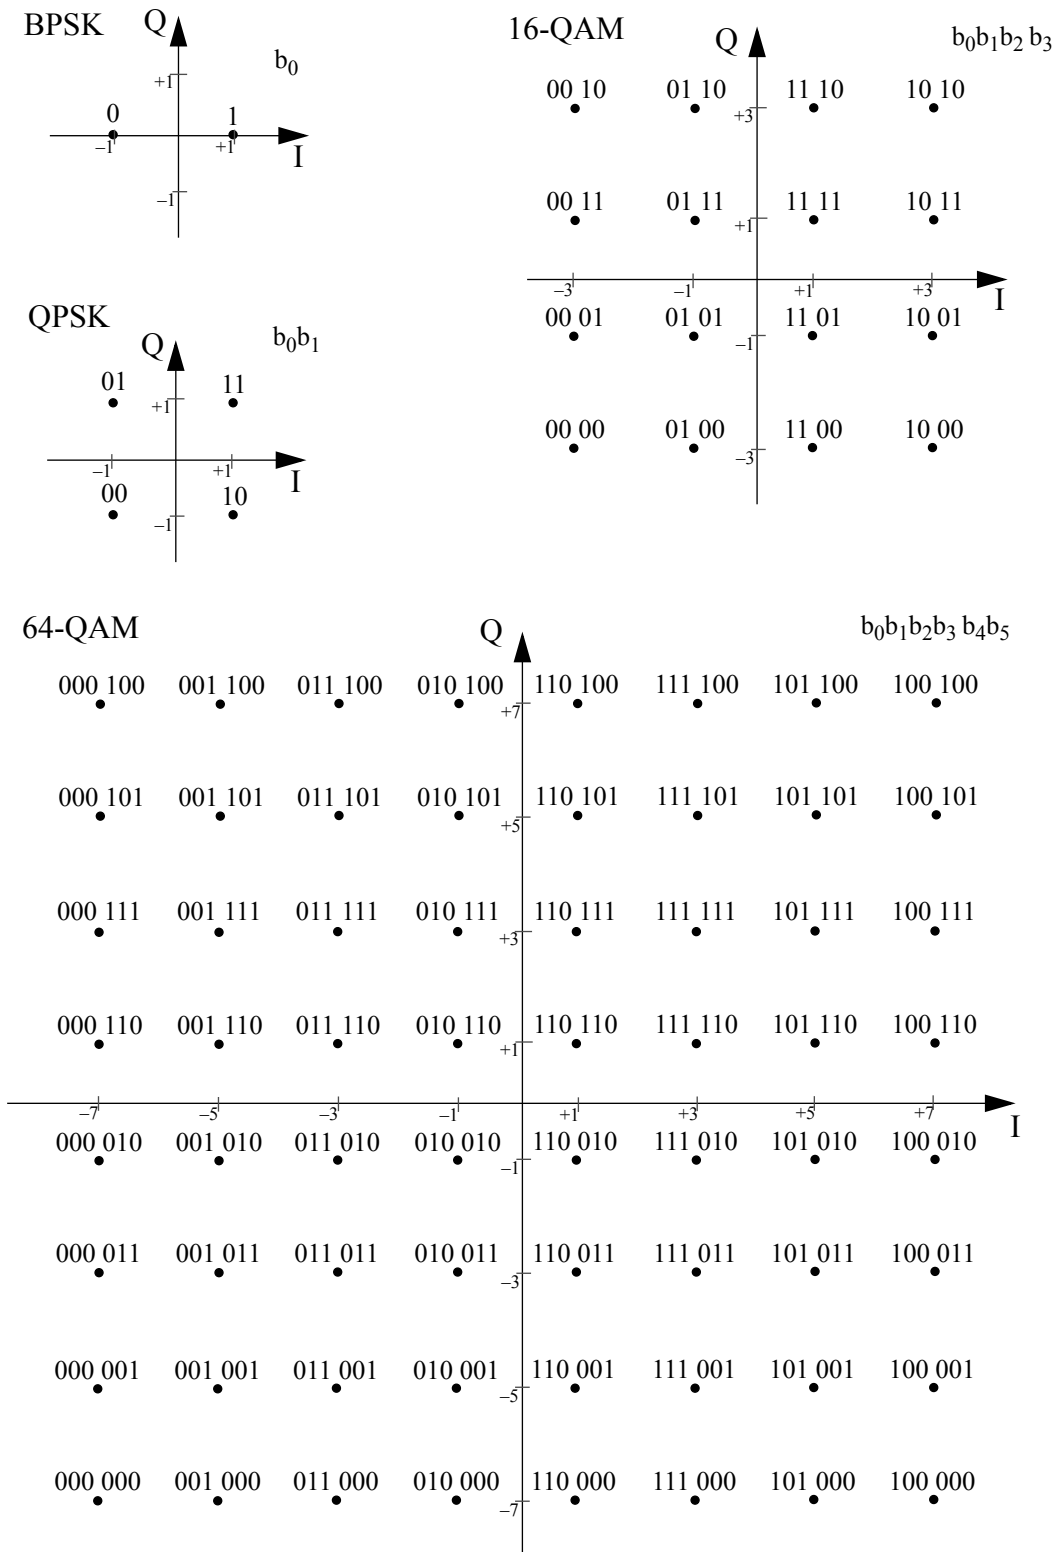 BPSK
Q
b0
+1
0 1
–1 +1
I
–1
QPSK
Q
b0b1
01 11
+1
–1 +1
I
00 10
–1
16-QAM
Q
b0b1b2 b3
00 10 01 10 11 10 10 10
+3
00 11 01 11 11 11 10 11
+1
–3 –1 +1 +3
I
00 01 01 01 11 01 10 01
–1
00 00 01 00 11 00 10 00
–3
64-QAM
Q
b0b1b2b3 b4b5
000 100 001 100 011 100 010 100 110 100 111 100 101 100 100 100
+7
000 101 001 101 011 101 010 101 110 101 111 101 101 101 100 101
+5
000 111 001 111 011 111 010 111 110 111 111 111 101 111 100 111
+3
000 110 001 110 011 110 010 110 110 110 111 110 101 110 100 110
+1
–7 –5 –3 –1 +1 +3 +5 +7
I
000 010 001 010 011 010 010 010 110 010 111 010 101 010 100 010
–1
000 011 001 011 011 011 010 011 110 011 111 011 101 011 100 011
–3
000 001 001 001 011 001 010 001 110 001 111 001 101 001 100 001
–5
000 000 001 000 011 000 010 000 110 000 111 000 101 000 100 000
–7